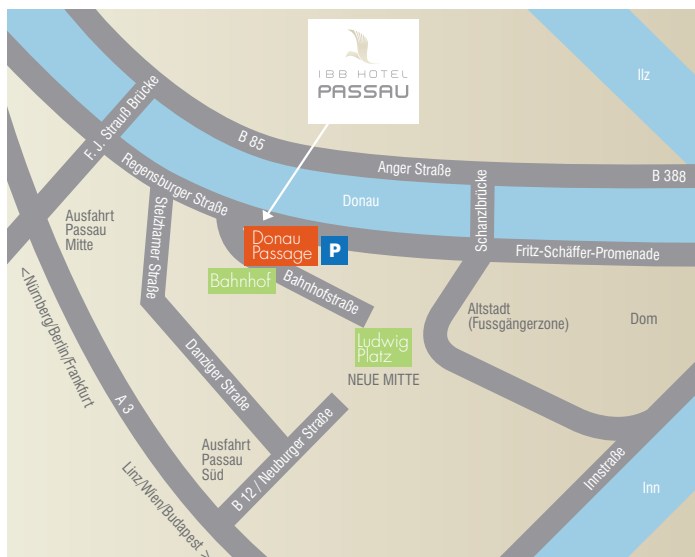 IBB HOTEL
PASSAU
Ilz
F. J. Strauß Brücke
B 85
Anger Straße
B 388
Regensburger Straße
Donau
Schanzlbrücke
Ausfahrt
Passau
Mitte
Stelzhamer Straße
Donau
Passage
P
Fritz-Schäffer-Promenade
Bahnhof
Bahnhofstraße
<Nürnberg/Berlin/Frankfurt
Altstadt
(Fussgängerzone)
Dom
Ludwig
Platz
NEUE MITTE
Danziger Straße
A 3
Ausfahrt
Passau
Süd
B 12 / Neuburger Straße
Linz/Wien/Budapest >
Innstraße
Inn